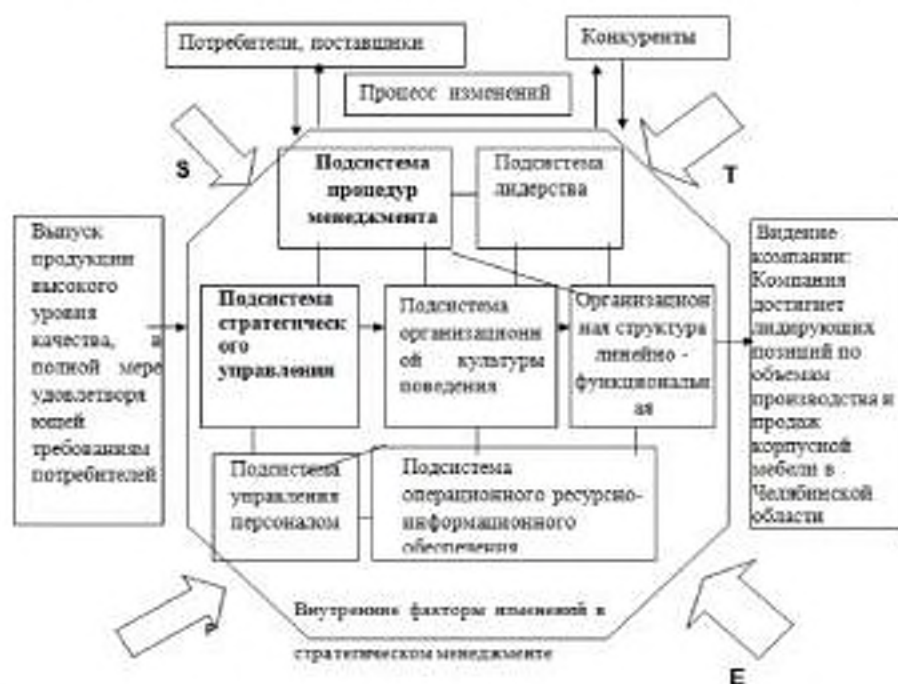 Потребители, поставщики
Конкуренты
Процесс изменений
S
T
Подсистема
процедур
менеджмента
Подсистема
лидерства
Выпуск
продукции
высокого
уровня
качества, в
полной мере
удовлетворя
ющей
требованиям
потребителей
Подсистема
стратегическ
ого
управления
Подсистема
организационн
ой культуры
поведения
Организацион
ная структура
линейно -
функциональн
ая
Видение
компании:
Компания
достигнет
лидирующих
позиций по
объемам
производства и
продаж
корпусной
мебели в
Челябинской
области
Подсистема
управления
персоналом
Подсистема
операционного ресурсно-
информационного
обеспечения
P
Внутренние факторы изменений в
стратегическом менеджменте
E